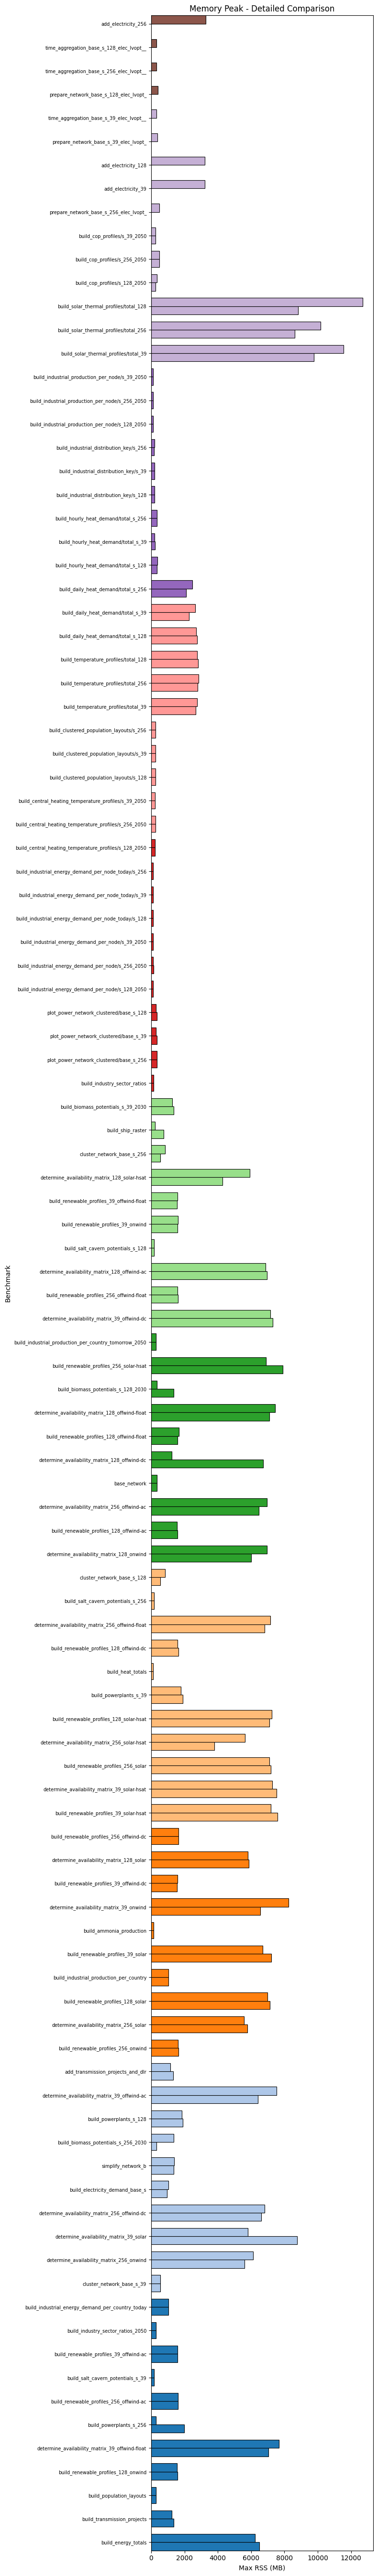 Memory Peak - Detailed Comparison
add_electricity_256
time_aggregation_base_s_128_elec_lvopt__
time_aggregation_base_s_256_elec_lvopt__
prepare_network_base_s_128_elec_lvopt_
time_aggregation_base_s_39_elec_lvopt__
prepare_network_base_s_39_elec_lvopt_
add_electricity_128
add_electricity_39
prepare_network_base_s_256_elec_lvopt_
build_cop_profiles/s_39_2050
build_cop_profiles/s_256_2050
build_cop_profiles/s_128_2050
build_solar_thermal_profiles/total_128
build_solar_thermal_profiles/total_256
build_solar_thermal_profiles/total_39
build_industrial_production_per_node/s_39_2050
build_industrial_production_per_node/s_256_2050
build_industrial_production_per_node/s_128_2050
build_industrial_distribution_key/s_256
build_industrial_distribution_key/s_39
build_industrial_distribution_key/s_128
build_hourly_heat_demand/total_s_256
build_hourly_heat_demand/total_s_39
build_hourly_heat_demand/total_s_128
build_daily_heat_demand/total_s_256
build_daily_heat_demand/total_s_39
build_daily_heat_demand/total_s_128
build_temperature_profiles/total_128
build_temperature_profiles/total_256
build_temperature_profiles/total_39
build_clustered_population_layouts/s_256
build_clustered_population_layouts/s_39
build_clustered_population_layouts/s_128
build_central_heating_temperature_profiles/s_39_2050
build_central_heating_temperature_profiles/s_256_2050
build_central_heating_temperature_profiles/s_128_2050
build_industrial_energy_demand_per_node_today/s_256
build_industrial_energy_demand_per_node_today/s_39
build_industrial_energy_demand_per_node_today/s_128
build_industrial_energy_demand_per_node/s_39_2050
build_industrial_energy_demand_per_node/s_256_2050
build_industrial_energy_demand_per_node/s_128_2050
plot_power_network_clustered/base_s_128
plot_power_network_clustered/base_s_39
plot_power_network_clustered/base_s_256
build_industry_sector_ratios
build_biomass_potentials_s_39_2030
build_ship_raster
cluster_network_base_s_256
determine_availability_matrix_128_solar-hsat
build_renewable_profiles_39_offwind-float
build_renewable_profiles_39_onwind
build_salt_cavern_potentials_s_128
determine_availability_matrix_128_offwind-ac
build_renewable_profiles_256_offwind-float
determine_availability_matrix_39_offwind-dc
build_industrial_production_per_country_tomorrow_2050
build_renewable_profiles_256_solar-hsat
build_biomass_potentials_s_128_2030
determine_availability_matrix_128_offwind-float
build_renewable_profiles_128_offwind-float
determine_availability_matrix_128_offwind-dc
base_network
determine_availability_matrix_256_offwind-ac
build_renewable_profiles_128_offwind-ac
determine_availability_matrix_128_onwind
cluster_network_base_s_128
build_salt_cavern_potentials_s_256
determine_availability_matrix_256_offwind-float
build_renewable_profiles_128_offwind-dc
build_heat_totals
build_powerplants_s_39
build_renewable_profiles_128_solar-hsat
determine_availability_matrix_256_solar-hsat
build_renewable_profiles_256_solar
determine_availability_matrix_39_solar-hsat
build_renewable_profiles_39_solar-hsat
build_renewable_profiles_256_offwind-dc
determine_availability_matrix_128_solar
build_renewable_profiles_39_offwind-dc
determine_availability_matrix_39_onwind
build_ammonia_production
build_renewable_profiles_39_solar
build_industrial_production_per_country
build_renewable_profiles_128_solar
determine_availability_matrix_256_solar
build_renewable_profiles_256_onwind
add_transmission_projects_and_dlr
determine_availability_matrix_39_offwind-ac
build_powerplants_s_128
build_biomass_potentials_s_256_2030
simplify_network_b
build_electricity_demand_base_s
determine_availability_matrix_256_offwind-dc
determine_availability_matrix_39_solar
determine_availability_matrix_256_onwind
cluster_network_base_s_39
build_industrial_energy_demand_per_country_today
build_industry_sector_ratios_2050
build_renewable_profiles_39_offwind-ac
build_salt_cavern_potentials_s_39
build_renewable_profiles_256_offwind-ac
build_powerplants_s_256
determine_availability_matrix_39_offwind-float
build_renewable_profiles_128_onwind
build_population_layouts
build_transmission_projects
build_energy_totals
Benchmark
0 2000 4000 6000 8000 10000 12000
Max RSS (MB)